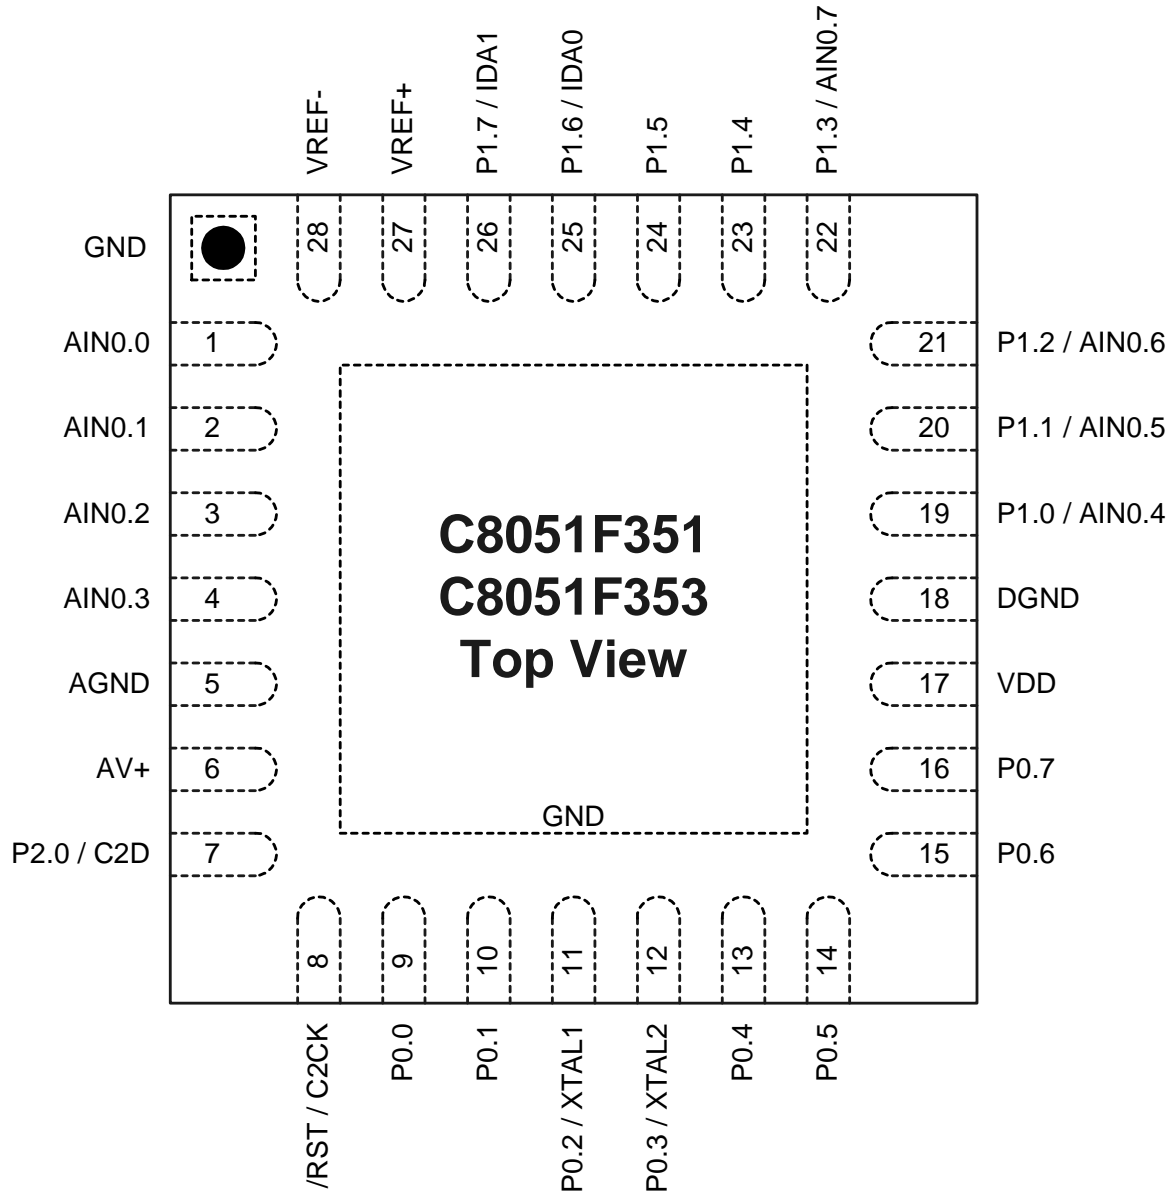 VREF-
VREF+
P1.7 / IDA1
P1.6 / IDA0
P1.5
P1.4
P1.3 / AIN0.7
28
27
26
25
24
23
22
GND
AIN0.0
1
21
P1.2 / AIN0.6
AIN0.1
2
20
P1.1 / AIN0.5
AIN0.2
3
19
P1.0 / AIN0.4
AIN0.3
4
18
DGND
AGND
5
17
VDD
AV+
6
16
P0.7
P2.0 / C2D
7
15
P0.6
C8051F351
C8051F353
Top View
GND
8
9
10
11
12
13
14
/RST / C2CK
P0.0
P0.1
P0.2 / XTAL1
P0.3 / XTAL2
P0.4
P0.5